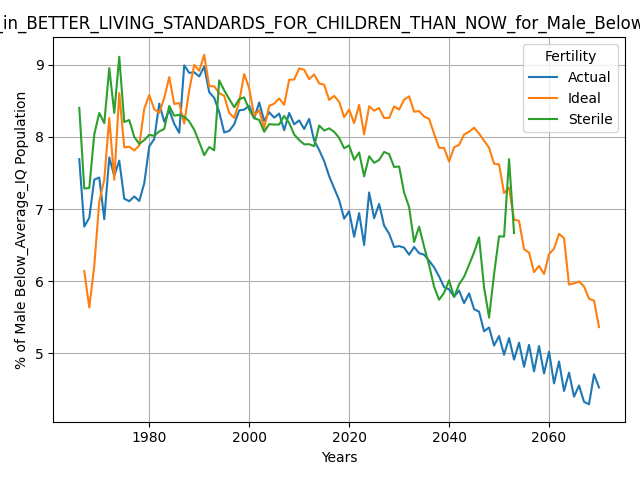 _in_BETTER_LIVING_STANDARDS_FOR_CHILDREN_THAN_NOW_for_Male_Below
Fertility
Actual
Ideal
Sterile
% of Male Below_Average_IQ Population
9
8
7
6
5
1980
2000
2020
2040
2060
Years